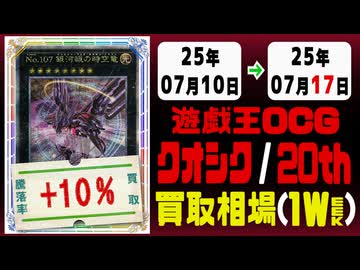 No.107 銀河眼の時空竜
光
騰落率
+10%
買取
25年
07月10日
25年
07月17日
遊戯王OCG
クオシク/20th
買取相場(1WEEK)